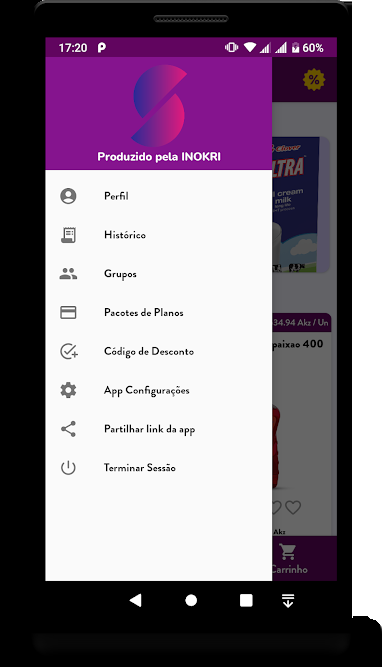 17:20
60%
%
Produzido pela INOKRI
Perfil
Histórico
Grupos
Pacotes de Planos
Código de Desconto
App Configurações
Partilhar link da app
Terminar Sessão
cream
milk
34.94 Akz / Un
paixao 400
Akz
Carrinho